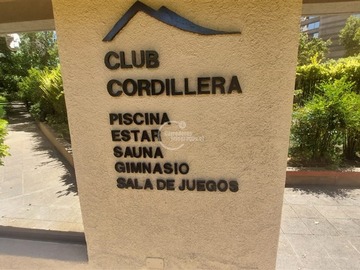 CLUB
CORDILLERA
PISCINA
ESTAR
SAUNA
GIMNASIO
SALA DE JUEGOS